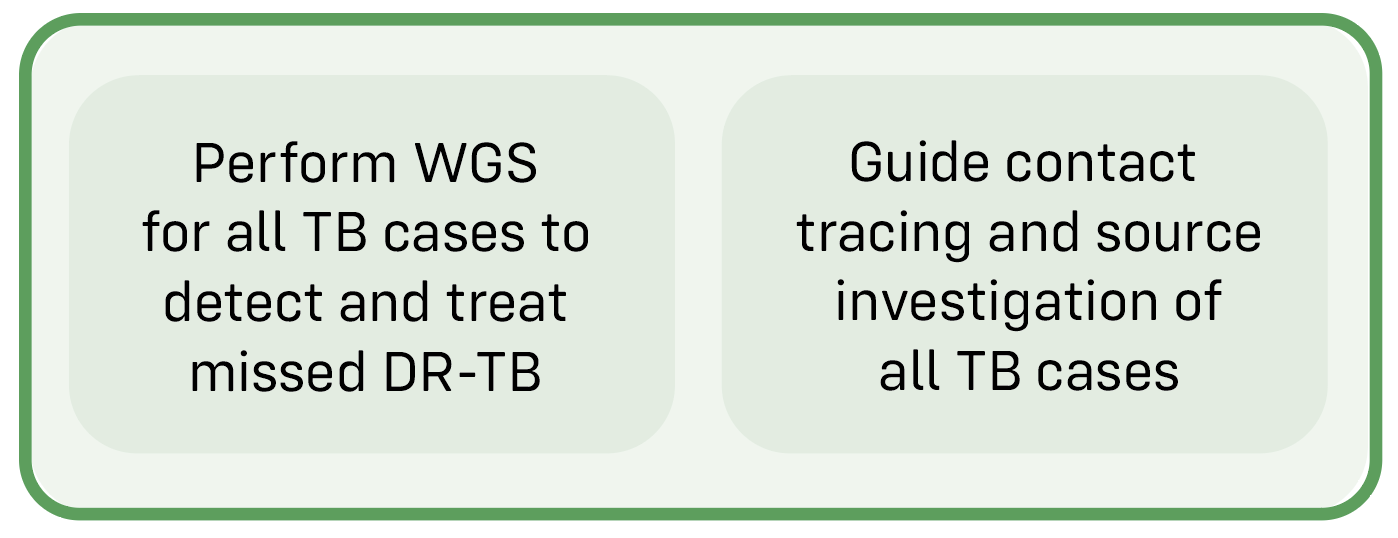 Perform WGS
for all TB cases to
detect and treat
missed DR-TB
Guide contact
tracing and source
investigation of
all TB cases